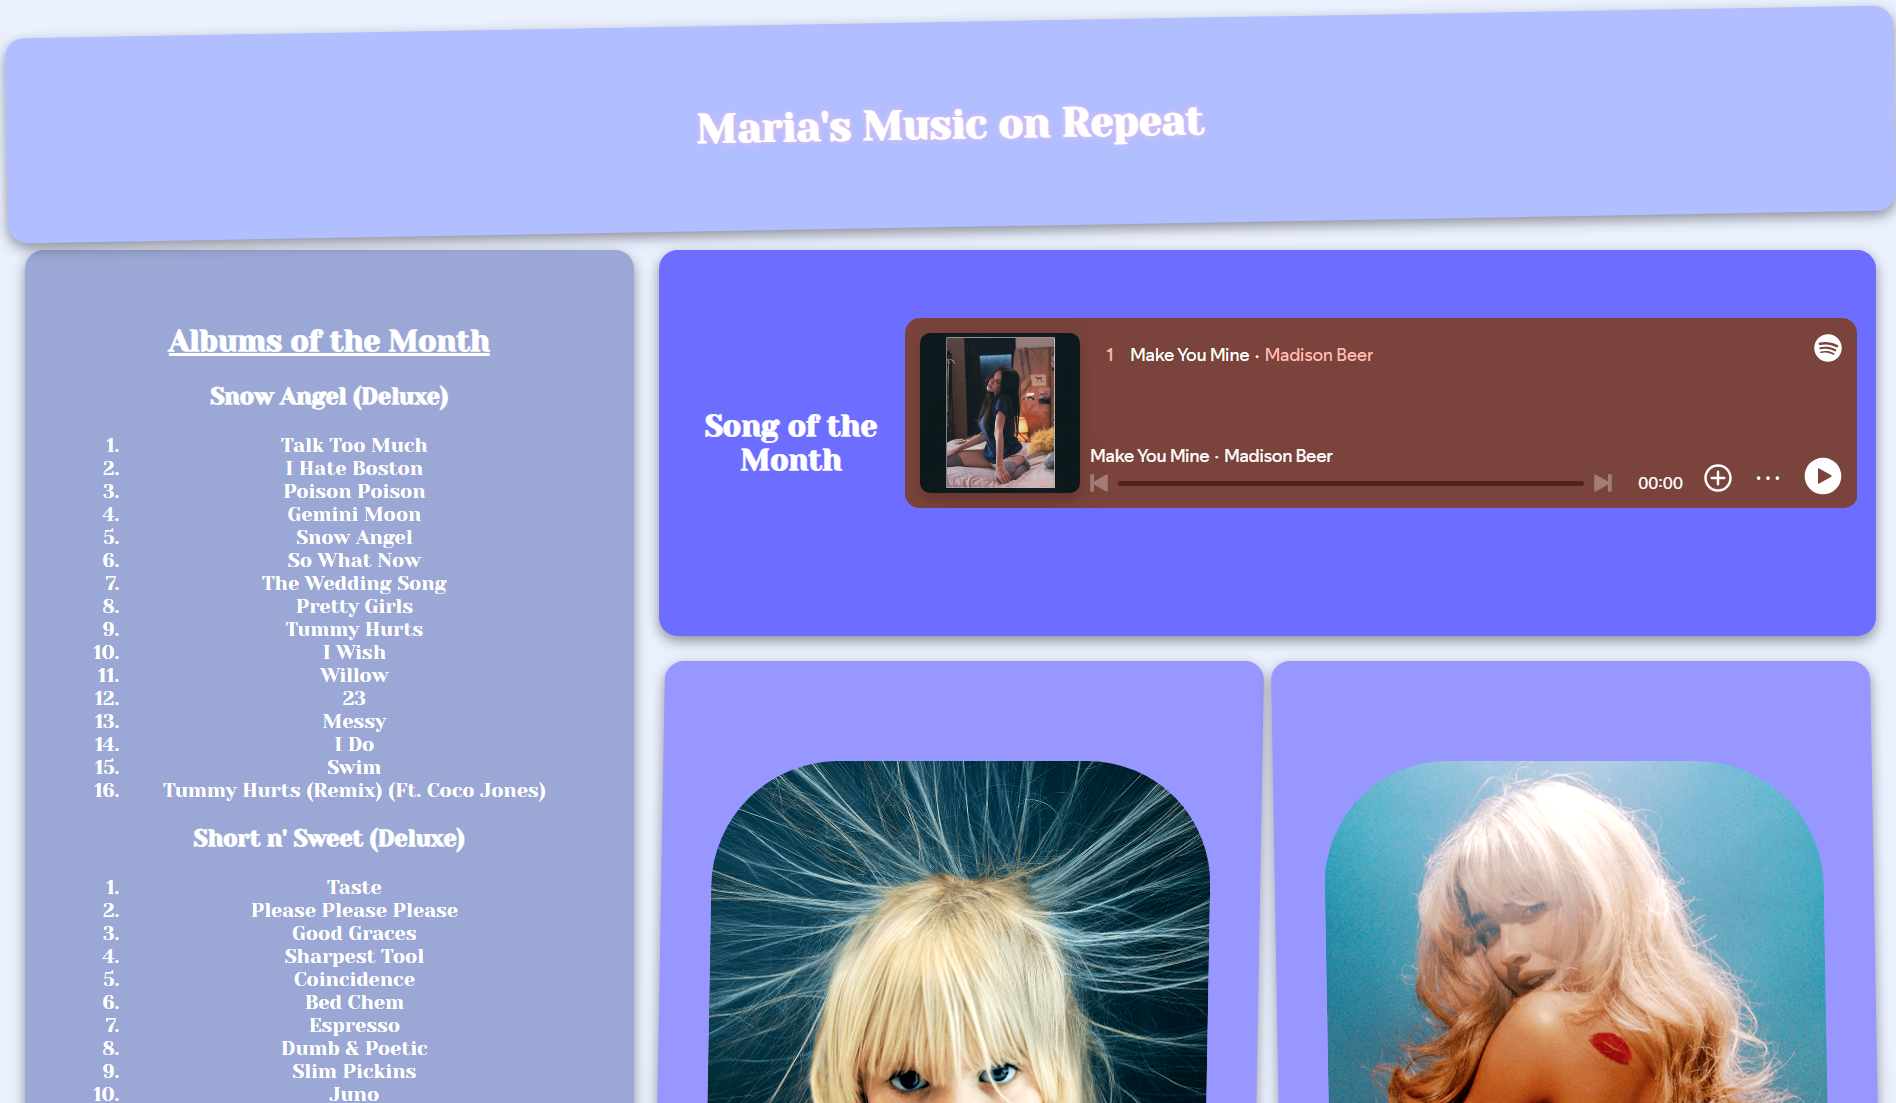 Maria's Music on Repeat
Albums of the Month
Snow Angel (Deluxe)
1. Talk Too Much
2. I Hate Boston
3. Poison Poison
4. Gemini Moon
5. Snow Angel
6. So What Now
7. The Wedding Song
8. Pretty Girls
9. Tummy Hurts
10. I Wish
11. Willow
12. 23
13. Messy
14. I Do
15. Swim
16. Tummy Hurts (Remix) (Ft. Coco Jones)
Short n' Sweet (Deluxe)
1. Taste
2. Please Please Please
3. Good Graces
4. Sharpest Tool
5. Coincidence
6. Bed Chem
7. Espresso
8. Dumb & Poetic
9. Slim Pickins
10. Juno
Song of the
Month
1 Make You Mine · Madison Beer
Make You Mine · Madison Beer
00:00